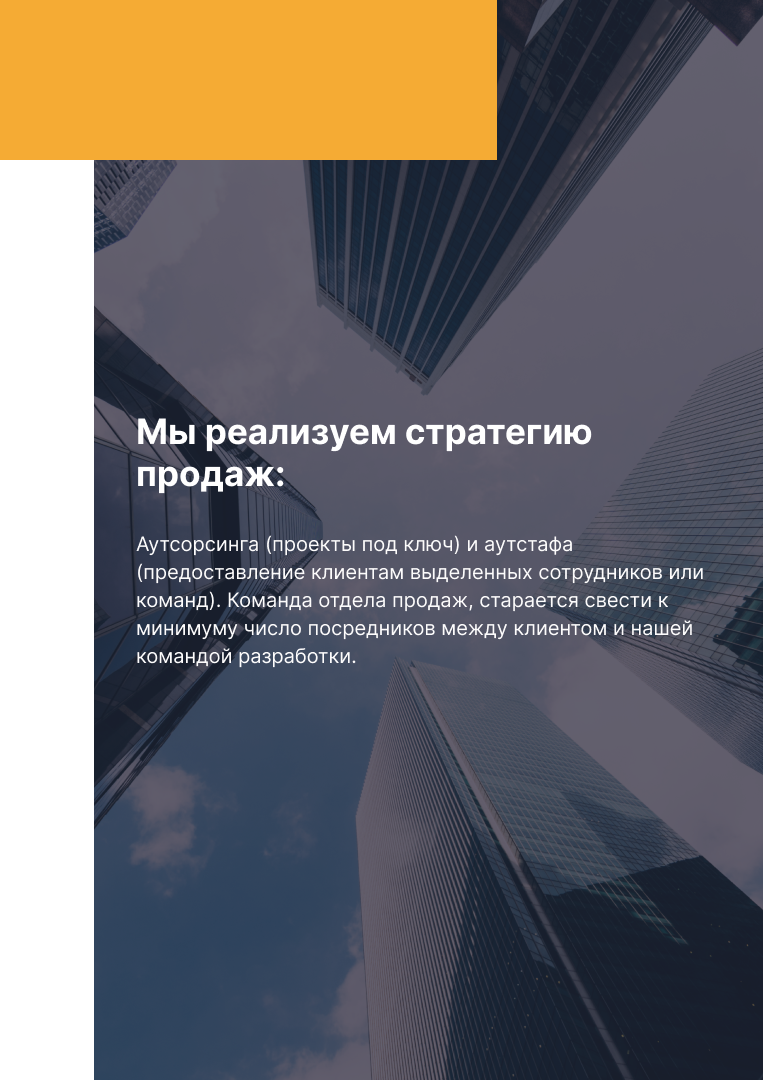 Мы реализуем стратегию
продаж:
Аутсорсинга (проекты под ключ) и аутстафа
(предоставление клиентам выделенных сотрудников или
команд). Команда отдела продаж, старается свести к
минимуму число посредников между клиентом и нашей
командой разработки.